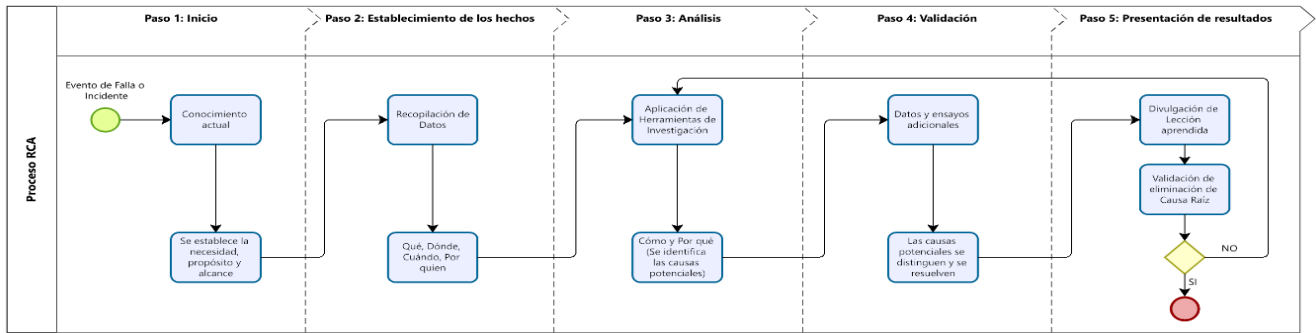 Paso 1: Inicio
Paso 2: Establecimiento de los hechos
Paso 3: Análisis
Paso 4: Validación
Paso 5: Presentación de resultados
Proceso RCA
Evento de Falla o
Incidente
Conocimiento
actual
Se establece la
necesidad,
propósito y
alcance
Recopilación de
Datos
Qué, Dónde,
Cuándo, Por
quien
Aplicación de
Herramientas de
Investigación
Cómo y Por qué
(Se identifica
las causas
potenciales)
Datos y ensayos
adicionales
Las causas
potenciales se
distinguen y se
resuelven
Divulgación de
Lección
aprendida
Validación de
eliminación de
Causa Raíz
NO
SI